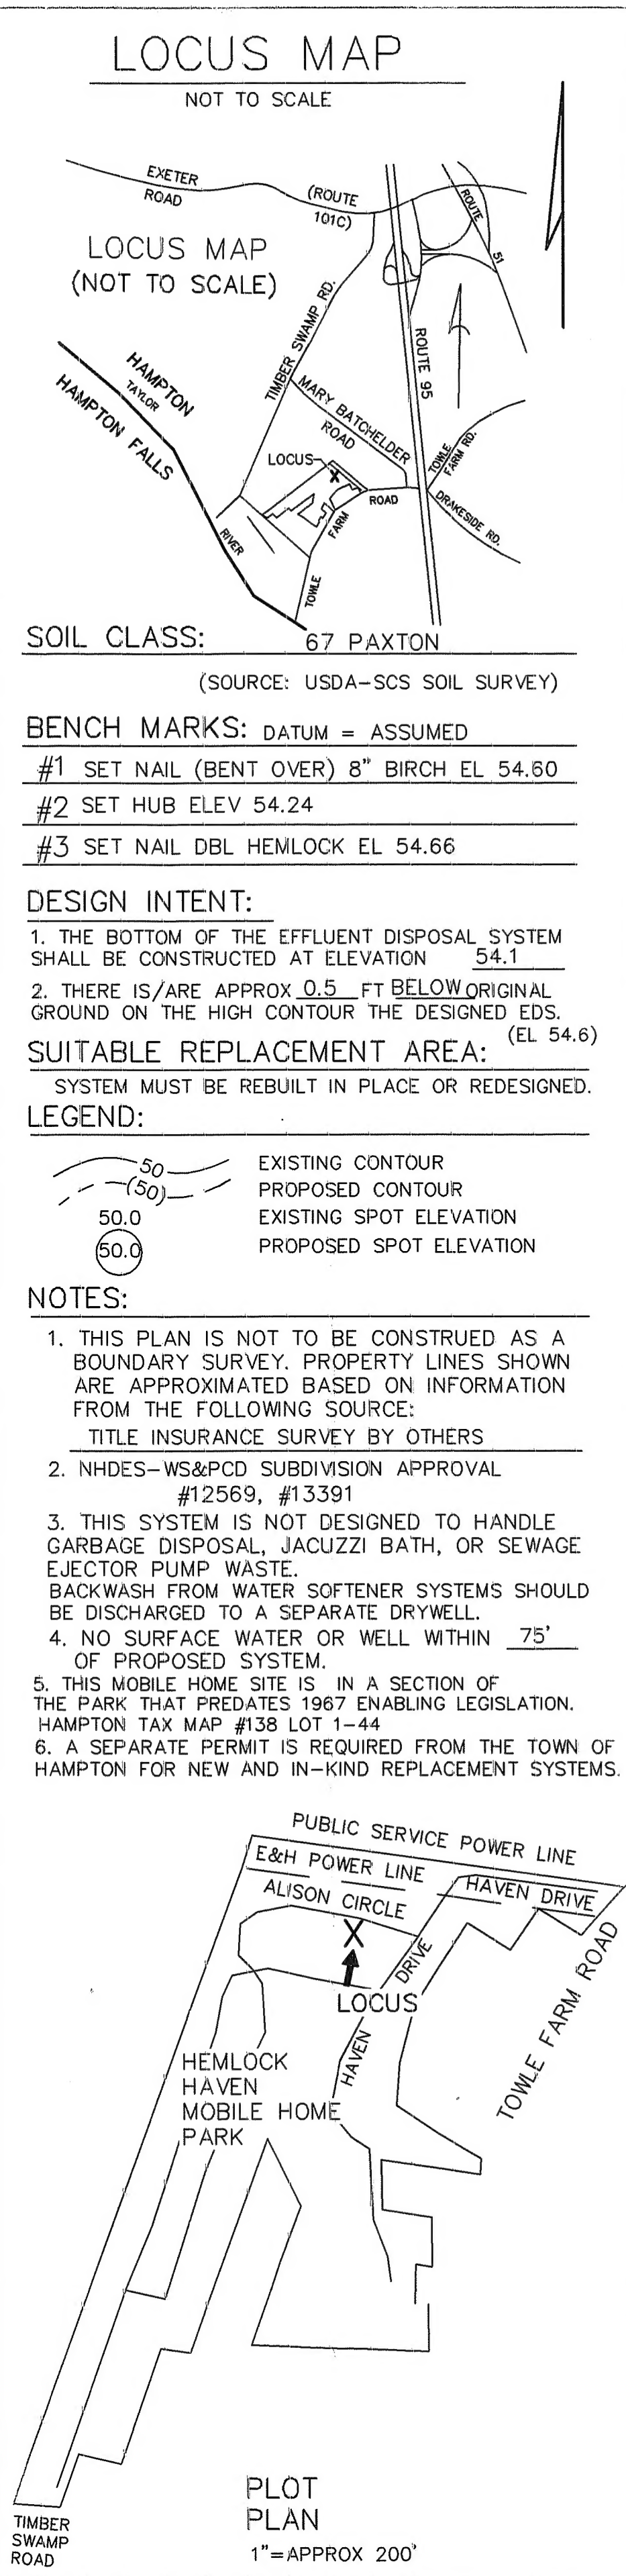 LOCUS MAP
NOT TO SCALE
EXETER
ROAD
(ROUTE
101C)
ROUTE
51
LOCUS MAP
(NOT TO SCALE)
TIMBER SWAMP RD.
ROUTE 95
HAMPTON
TAYLOR
HAMPTON FALLS
MARY BATCHELDER
ROAD
LOCUS
X
TOWLE
FARM RD.
ROAD
DRAKESIDE RD.
FARM
RIVER
TOWLE
SOIL CLASS: 67 PAXTON
(SOURCE: USDA-SCS SOIL SURVEY)
BENCH MARKS: DATUM = ASSUMED
#1 SET NAIL (BENT OVER) 8" BIRCH EL 54.60
#2 SET HUB ELEV 54.24
#3 SET NAIL DBL HEMLOCK EL 54.66
DESIGN INTENT:
1. THE BOTTOM OF THE EFFLUENT DISPOSAL SYSTEM
SHALL BE CONSTRUCTED AT ELEVATION 54.1
2. THERE IS/ARE APPROX 0.5 FT BELOW ORIGINAL
GROUND ON THE HIGH CONTOUR THE DESIGNED EDS.
(EL 54.6)
SUITABLE REPLACEMENT AREA:
SYSTEM MUST BE REBUILT IN PLACE OR REDESIGNED.
LEGEND:
50 EXISTING CONTOUR
(50) PROPOSED CONTOUR
50.0 EXISTING SPOT ELEVATION
50.0 PROPOSED SPOT ELEVATION
NOTES:
1. THIS PLAN IS NOT TO BE CONSTRUED AS A
BOUNDARY SURVEY. PROPERTY LINES SHOWN
ARE APPROXIMATED BASED ON INFORMATION
FROM THE FOLLOWING SOURCE:
TITLE INSURANCE SURVEY BY OTHERS
2. NHDES-WS&PCD SUBDIVISION APPROVAL
#12569, #13391
3. THIS SYSTEM IS NOT DESIGNED TO HANDLE
GARBAGE DISPOSAL, JACUZZI BATH, OR SEWAGE
EJECTOR PUMP WASTE.
BACKWASH FROM WATER SOFTENER SYSTEMS SHOULD
BE DISCHARGED TO A SEPARATE DRYWELL.
4. NO SURFACE WATER OR WELL WITHIN 75'
OF PROPOSED SYSTEM.
5. THIS MOBILE HOME SITE IS IN A SECTION OF
THE PARK THAT PREDATES 1967 ENABLING LEGISLATION.
HAMPTON TAX MAP #138 LOT 1-44
6. A SEPARATE PERMIT IS REQUIRED FROM THE TOWN OF
HAMPTON FOR NEW AND IN-KIND REPLACEMENT SYSTEMS.
PUBLIC SERVICE POWER LINE
E&H POWER LINE
HAVEN DRIVE
ALISON CIRCLE
X
DRIVE
LOCUS
HAVEN
TOWLE FARM ROAD
HEMLOCK
HAVEN
MOBILE HOME
PARK
PLOT
PLAN
1"=APPROX 200'
TIMBER
SWAMP
ROAD